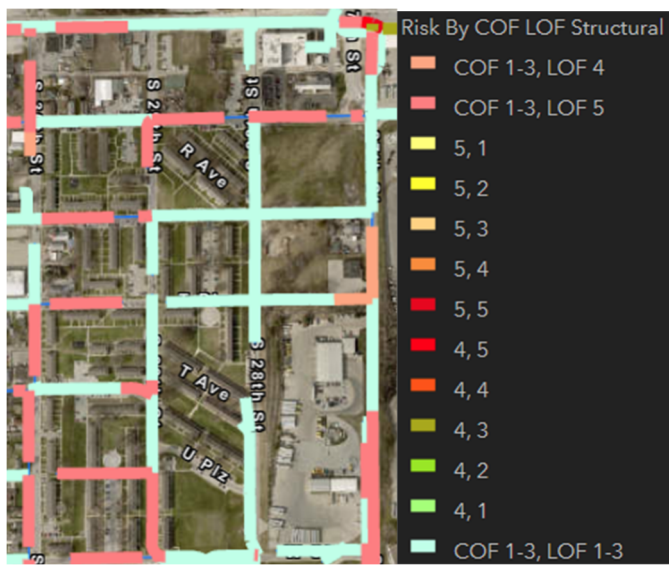 Risk By COF LOF Structural
COF 1-3, LOF 4
COF 1-3, LOF 5
5, 1
5, 2
5, 3
5, 4
5, 5
4, 5
4, 4
4, 3
4, 2
4, 1
COF 1-3, LOF 1-3
R Ave
T Ave
S 28th St
U Plz